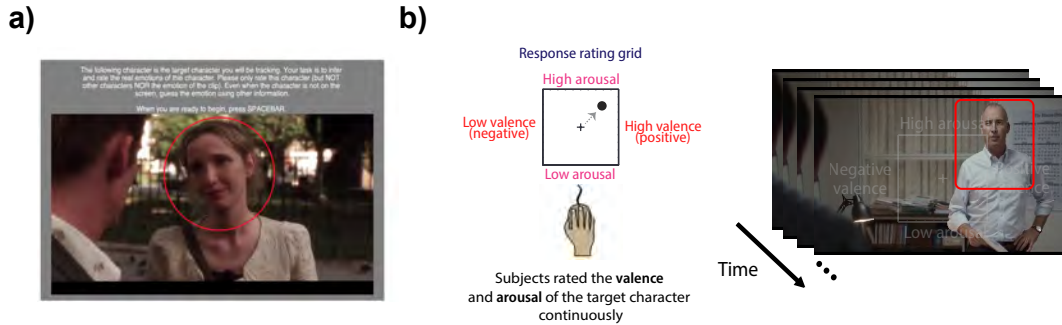 a)
The following character is the target character you will be tracking. Your task is to infer
and rate the real emotions of this character. Please only rate this character (but NOT
other characters NOR the emotion of the clip). Even when the character is not on the
screen, guess the emotion using other information.
When you are ready to begin, press SPACEBAR.
b)
Response rating grid
High arousal
Low valence
(negative)
High valence
(positive)
Low arousal
Subjects rated the valence
and arousal of the target character
continuously
High arousal
Negative
valence
Low arousal
Time